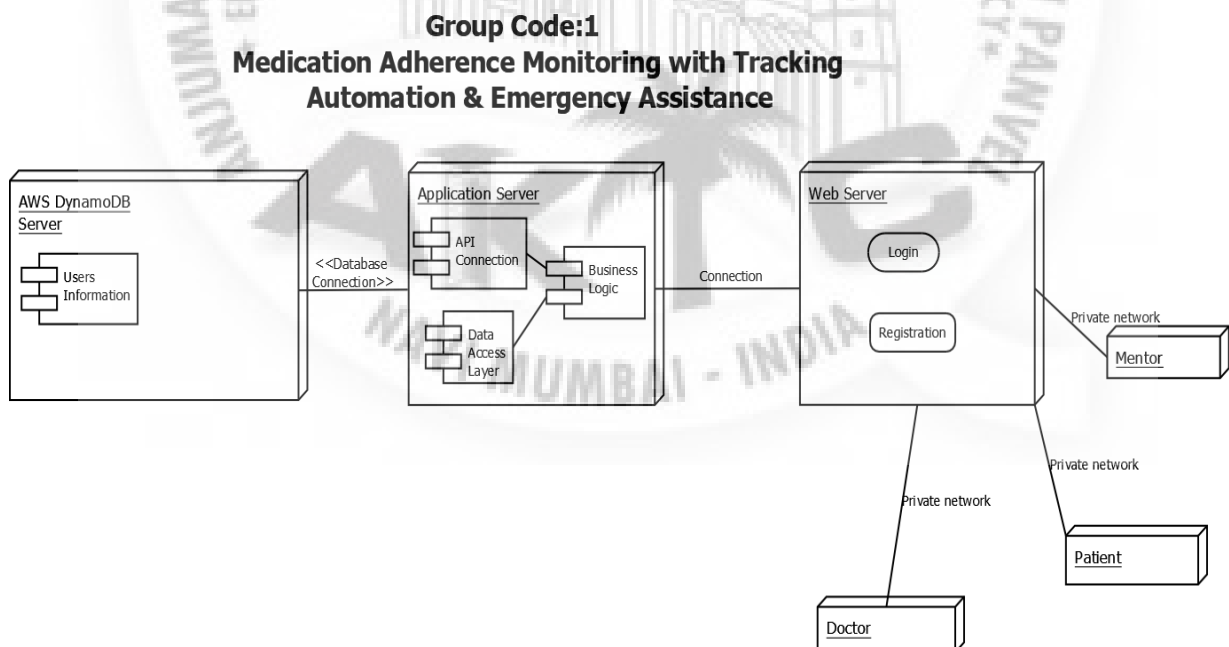 Group Code:1
Medication Adherence Monitoring with Tracking
Automation & Emergency Assistance
AWS DynamoDB
Server
Users
Information
<<Database
Connection>>
Application Server
API
Connection
Business
Logic
Data
Access
Layer
Connection
Web Server
Login
Registration
Private network
Mentor
Private network
Patient
Private network
Doctor
AKTC
NAVI MUMBAI - INDIA
PANVEL